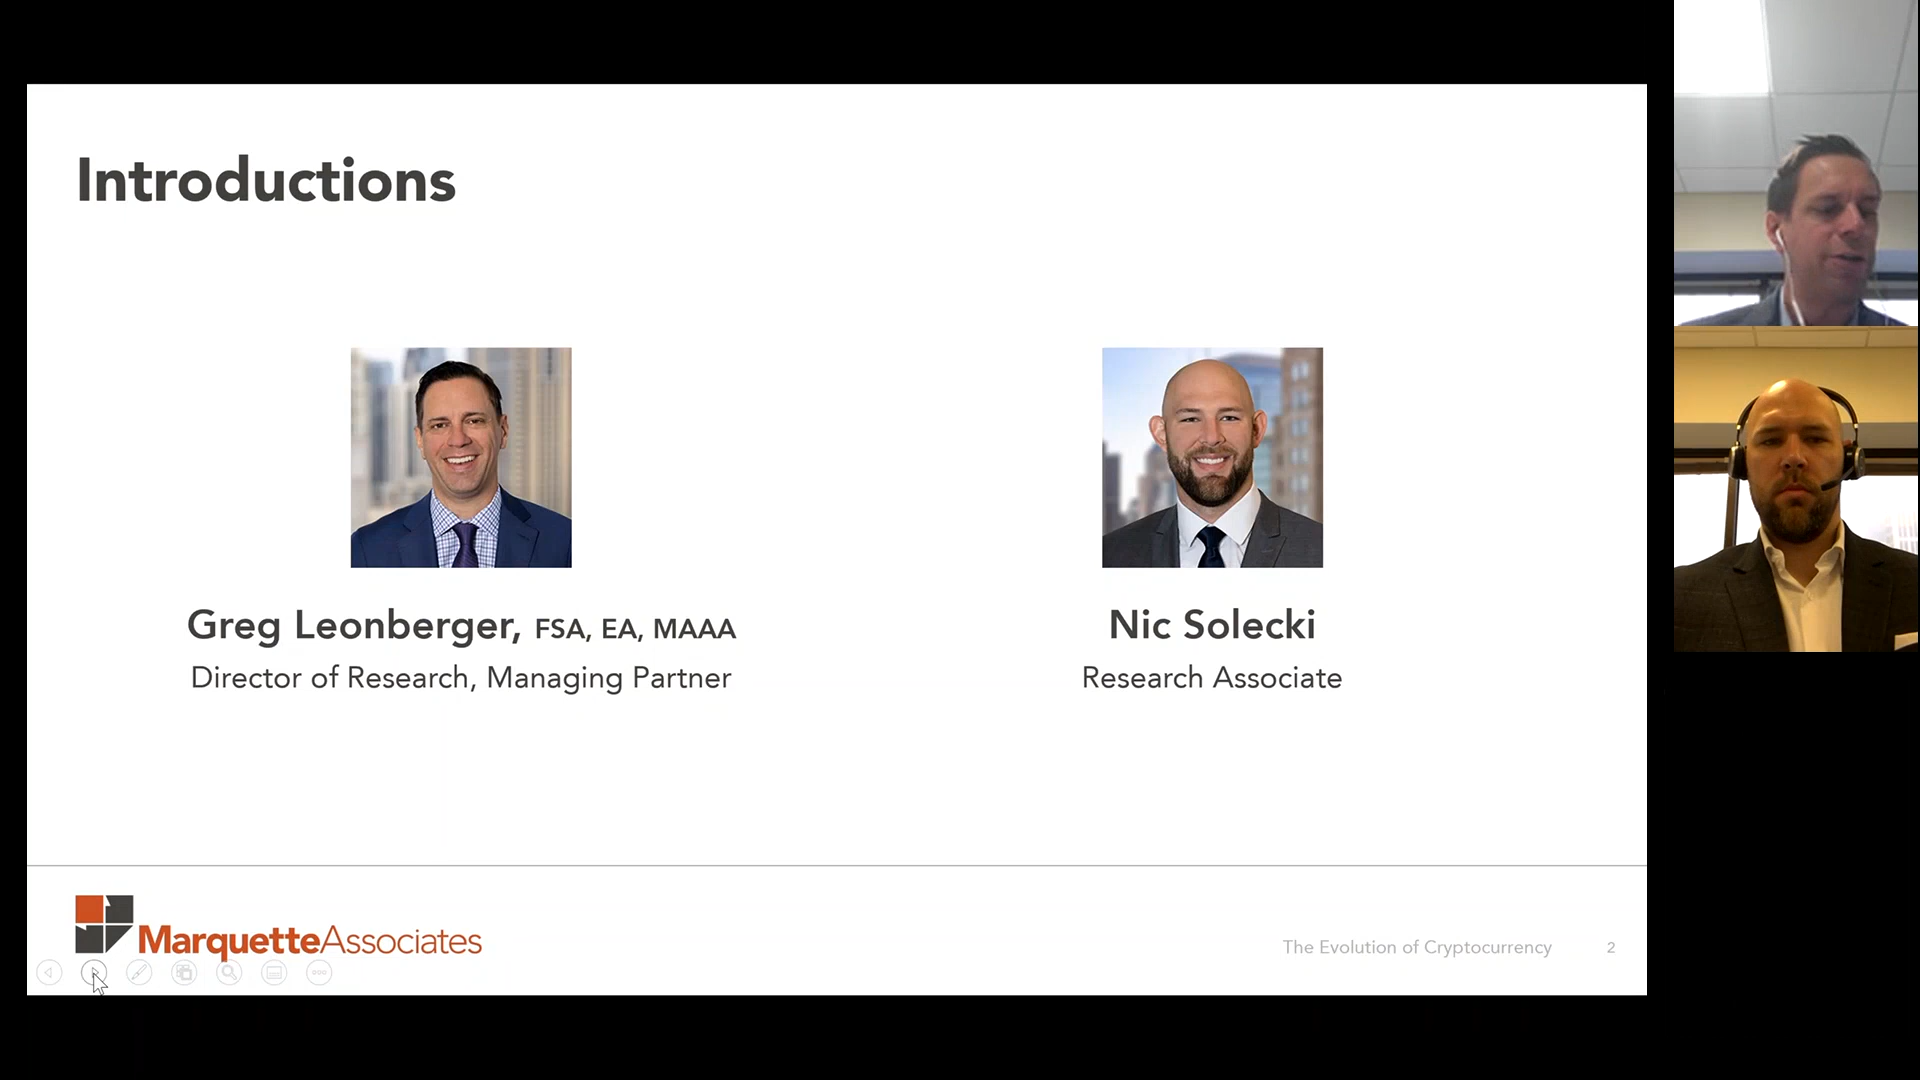 Introductions
Greg Leonberger, FSA, EA, MAAA
Director of Research, Managing Partner
Nic Solecki
Research Associate
MarquetteAssociates
The Evolution of Cryptocurrency 2